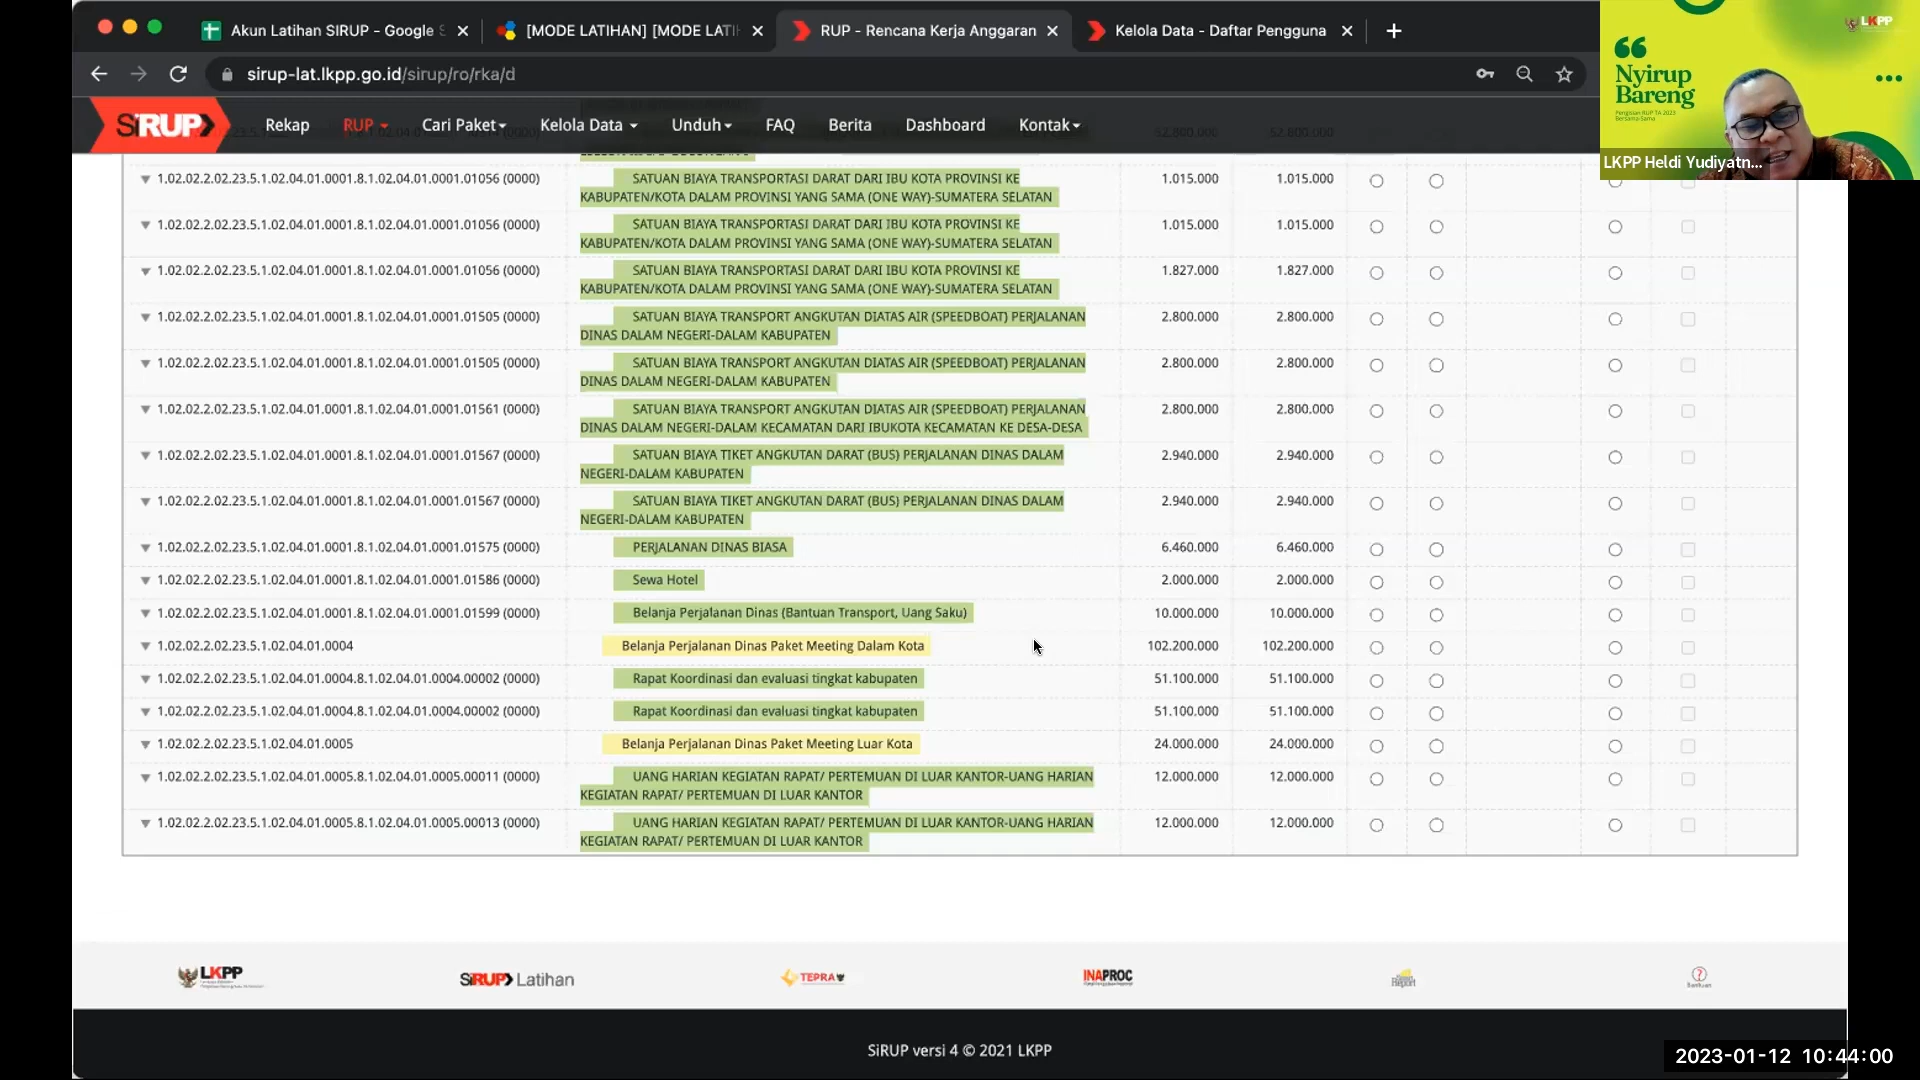 Akun Latihan SIRUP - Google S
[MODE LATIHAN] [MODE LATI
RUP - Rencana Kerja Anggaran
Kelola Data - Daftar Pengguna
sirup-lat.lkpp.go.id/sirup/ro/rka/d
LKPP
Nyirup
Bareng
Pengisian RUP TA 2023
Bersama-Sama
LKPP Heldi Yudiyatn...
SiRUP Rekap RUP Cari Paket Kelola Data Unduh FAQ Berita Dashboard Kontak
52.800.000 52.800.000
1.02.02.2.02.23.5.1.02.04.01.0001.8.1.02.04.01.0001.01056 (0000) SATUAN BIAYA TRANSPORTASI DARAT DARI IBU KOTA PROVINSI KE 1.015.000 1.015.000
KABUPATEN/KOTA DALAM PROVINSI YANG SAMA (ONE WAY)-SUMATERA SELATAN
1.02.02.2.02.23.5.1.02.04.01.0001.8.1.02.04.01.0001.01056 (0000) SATUAN BIAYA TRANSPORTASI DARAT DARI IBU KOTA PROVINSI KE 1.015.000 1.015.000
KABUPATEN/KOTA DALAM PROVINSI YANG SAMA (ONE WAY)-SUMATERA SELATAN
1.02.02.2.02.23.5.1.02.04.01.0001.8.1.02.04.01.0001.01056 (0000) SATUAN BIAYA TRANSPORTASI DARAT DARI IBU KOTA PROVINSI KE 1.827.000 1.827.000
KABUPATEN/KOTA DALAM PROVINSI YANG SAMA (ONE WAY)-SUMATERA SELATAN
1.02.02.2.02.23.5.1.02.04.01.0001.8.1.02.04.01.0001.01505 (0000) SATUAN BIAYA TRANSPORT ANGKUTAN DIATAS AIR (SPEEDBOAT) PERJALANAN 2.800.000 2.800.000
DINAS DALAM NEGERI-DALAM KABUPATEN
1.02.02.2.02.23.5.1.02.04.01.0001.8.1.02.04.01.0001.01505 (0000) SATUAN BIAYA TRANSPORT ANGKUTAN DIATAS AIR (SPEEDBOAT) PERJALANAN 2.800.000 2.800.000
DINAS DALAM NEGERI-DALAM KABUPATEN
1.02.02.2.02.23.5.1.02.04.01.0001.8.1.02.04.01.0001.01561 (0000) SATUAN BIAYA TRANSPORT ANGKUTAN DIATAS AIR (SPEEDBOAT) PERJALANAN 2.800.000 2.800.000
DINAS DALAM NEGERI-DALAM KECAMATAN DARI IBUKOTA KECAMATAN KE DESA-DESA
1.02.02.2.02.23.5.1.02.04.01.0001.8.1.02.04.01.0001.01567 (0000) SATUAN BIAYA TIKET ANGKUTAN DARAT (BUS) PERJALANAN DINAS DALAM 2.940.000 2.940.000
NEGERI-DALAM KABUPATEN
1.02.02.2.02.23.5.1.02.04.01.0001.8.1.02.04.01.0001.01567 (0000) SATUAN BIAYA TIKET ANGKUTAN DARAT (BUS) PERJALANAN DINAS DALAM 2.940.000 2.940.000
NEGERI-DALAM KABUPATEN
1.02.02.2.02.23.5.1.02.04.01.0001.8.1.02.04.01.0001.01575 (0000) PERJALANAN DINAS BIASA 6.460.000 6.460.000
1.02.02.2.02.23.5.1.02.04.01.0001.8.1.02.04.01.0001.01586 (0000) Sewa Hotel 2.000.000 2.000.000
1.02.02.2.02.23.5.1.02.04.01.0001.8.1.02.04.01.0001.01599 (0000) Belanja Perjalanan Dinas (Bantuan Transport, Uang Saku) 10.000.000 10.000.000
1.02.02.2.02.23.5.1.02.04.01.0004 Belanja Perjalanan Dinas Paket Meeting Dalam Kota 102.200.000 102.200.000
1.02.02.2.02.23.5.1.02.04.01.0004.8.1.02.04.01.0004.00002 (0000) Rapat Koordinasi dan evaluasi tingkat kabupaten 51.100.000 51.100.000
1.02.02.2.02.23.5.1.02.04.01.0004.8.1.02.04.01.0004.00002 (0000) Rapat Koordinasi dan evaluasi tingkat kabupaten 51.100.000 51.100.000
1.02.02.2.02.23.5.1.02.04.01.0005 Belanja Perjalanan Dinas Paket Meeting Luar Kota 24.000.000 24.000.000
1.02.02.2.02.23.5.1.02.04.01.0005.8.1.02.04.01.0005.00011 (0000) UANG HARIAN KEGIATAN RAPAT/ PERTEMUAN DI LUAR KANTOR-UANG HARIAN 12.000.000 12.000.000
KEGIATAN RAPAT/ PERTEMUAN DI LUAR KANTOR
1.02.02.2.02.23.5.1.02.04.01.0005.8.1.02.04.01.0005.00013 (0000) UANG HARIAN KEGIATAN RAPAT/ PERTEMUAN DI LUAR KANTOR-UANG HARIAN 12.000.000 12.000.000
KEGIATAN RAPAT/ PERTEMUAN DI LUAR KANTOR
LKPP SiRUP Latihan TEPRA INAPROC Report Bantuan
SiRUP versi 4 © 2021 LKPP
2023-01-12 10:44:00